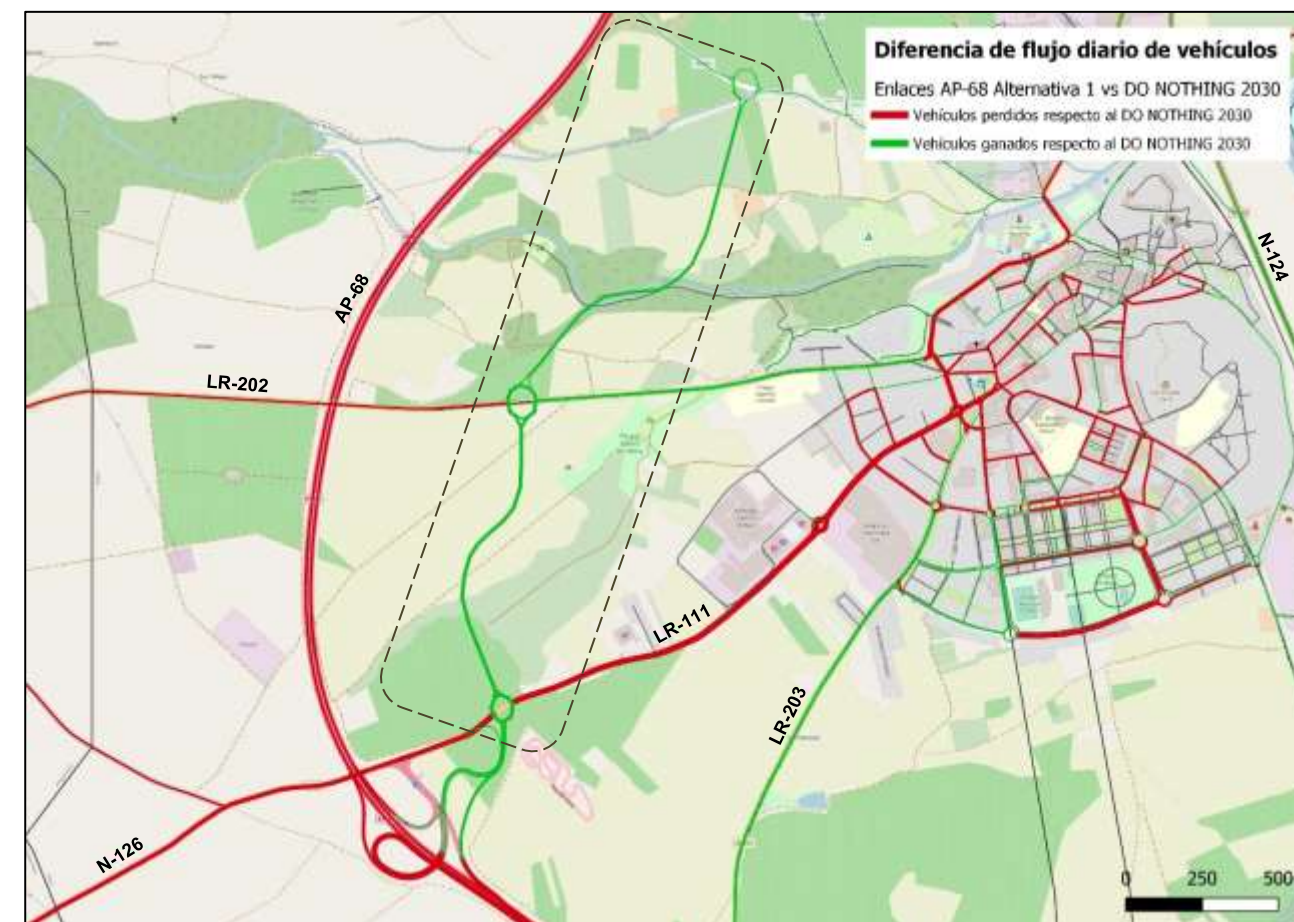 Diferencia de flujo diario de vehículos
Enlaces AP-68 Alternativa 1 vs DO NOTHING 2030
Vehículos perdidos respecto al DO NOTHING 2030
Vehículos ganados respecto al DO NOTHING 2030
N-124
AP-68
LR-202
LR-111
LR-203
N-126
0 250 500